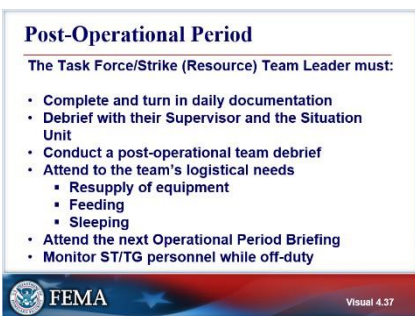 Post-Operational Period
The Task Force/Strike (Resource) Team Leader must:
• Complete and turn in daily documentation
• Debrief with their Supervisor and the Situation
Unit
• Conduct a post-operational team debrief
• Attend to the team's logistical needs
▪ Resupply of equipment
▪ Feeding
▪ Sleeping
• Attend the next Operational Period Briefing
• Monitor ST/TG personnel while off-duty
FEMA
Visual 4.37